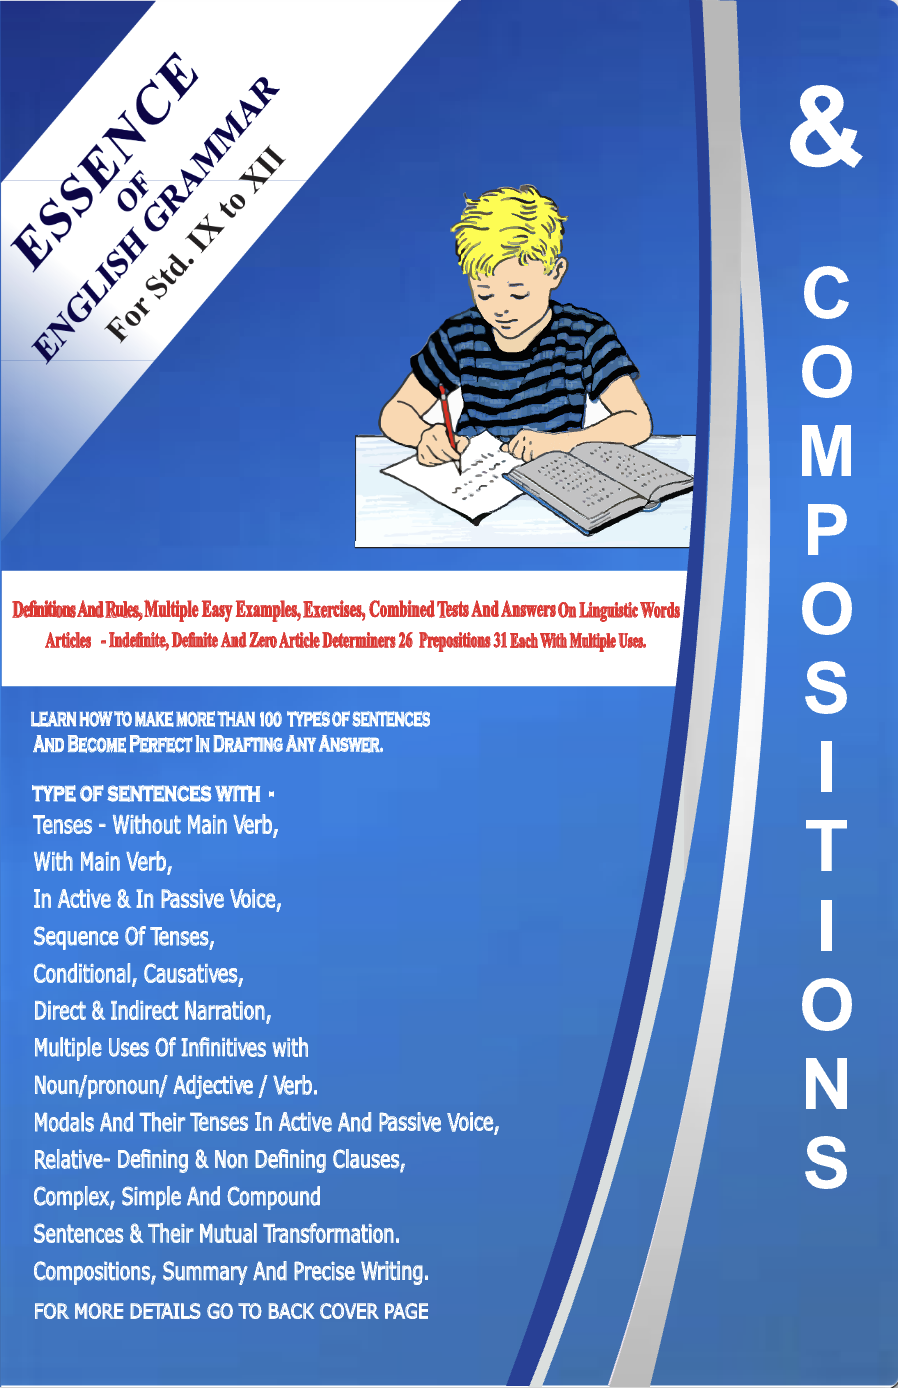 ESSENCE
OF
ENGLISH GRAMMAR
For Std. IX to XII
& COMPOSITIONS
Definitions And Rules, Multiple Easy Examples, Exercises, Combined Tests And Answers On Linguistic Words
Articles - Indefinite, Definite And Zero Article Determiners 26 Prepositions 31 Each With Multiple Uses.
LEARN HOW TO MAKE MORE THAN 100 TYPES OF SENTENCES
AND BECOME PERFECT IN DRAFTING ANY ANSWER.
TYPE OF SENTENCES WITH -
Tenses - Without Main Verb,
With Main Verb,
In Active & In Passive Voice,
Sequence Of Tenses,
Conditional, Causatives,
Direct & Indirect Narration,
Multiple Uses Of Infinitives with
Noun/pronoun/ Adjective / Verb.
Modals And Their Tenses In Active And Passive Voice,
Relative- Defining & Non Defining Clauses,
Complex, Simple And Compound
Sentences & Their Mutual Transformation.
Compositions, Summary And Precise Writing.
FOR MORE DETAILS GO TO BACK COVER PAGE